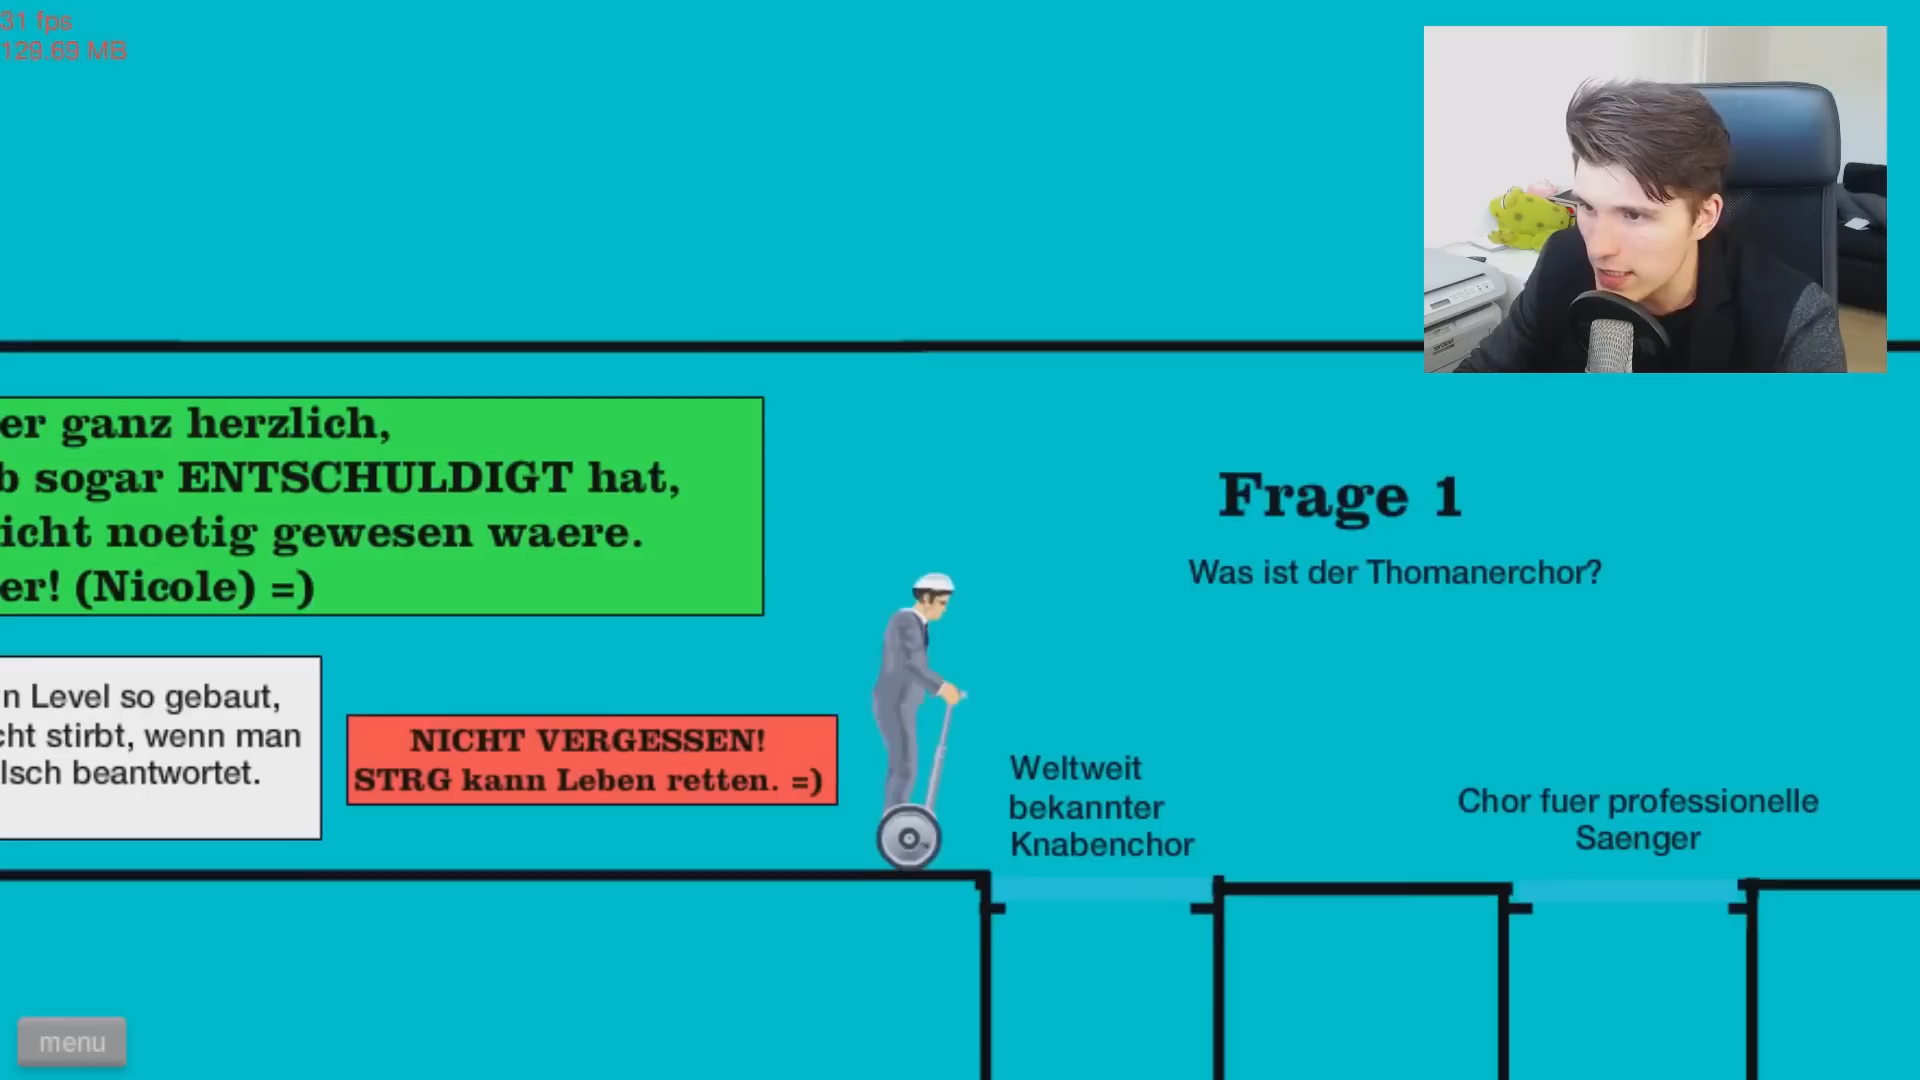 31 fps
129.69 MB
er ganz herzlich,
b sogar ENTSCHULDIGT hat,
icht noetig gewesen waere.
er! (Nicole) =)
n Level so gebaut,
cht stirbt, wenn man
lsch beantwortet.
NICHT VERGESSEN!
STRG kann Leben retten. =)
Frage 1
Was ist der Thomanerchor?
Weltweit
bekannter
Knabenchor
Chor fuer professionelle
Saenger
menu